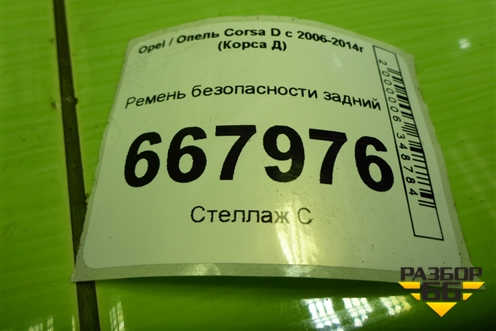 Opel / Опель Corsa D с 2006-2014г
(Корса Д)
Ремень безопасности задний
667976
Стеллаж С
2000006348784
РАЗБОР
66